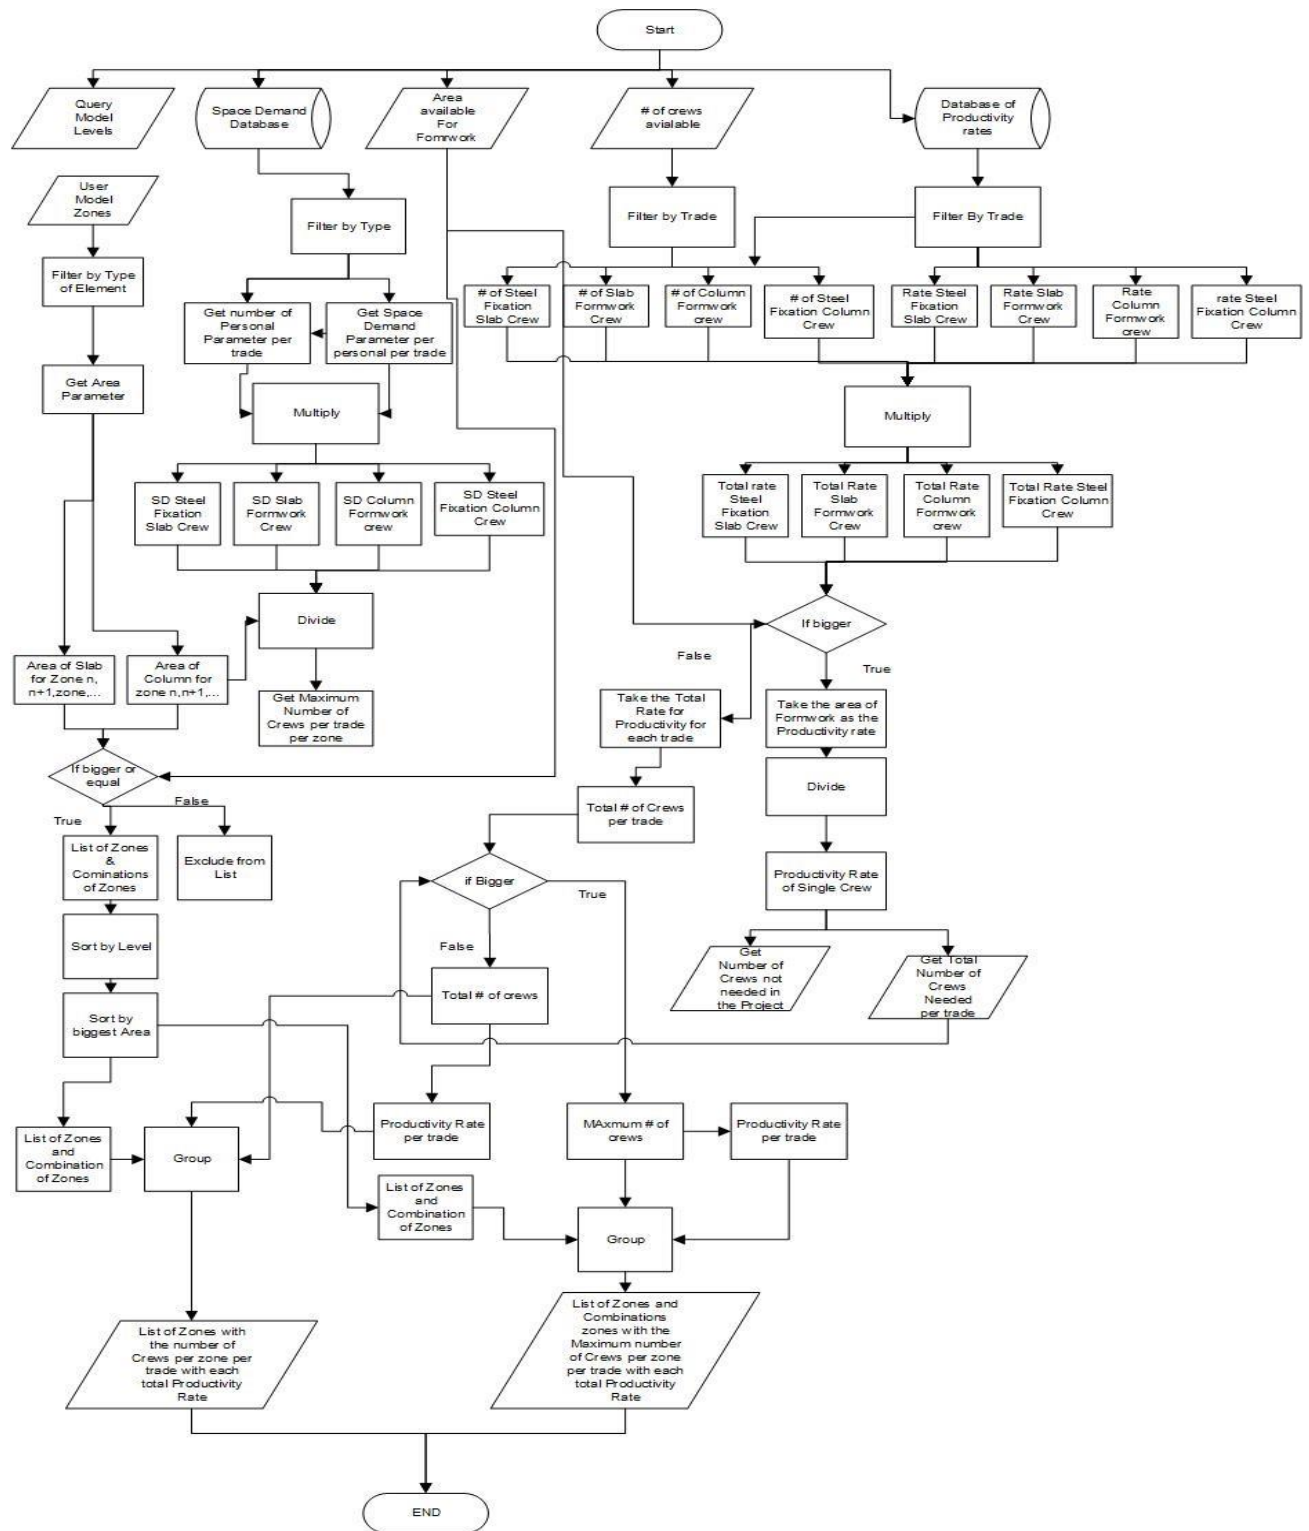 Start
Query
Model
Levels
Space Demand
Database
Area
available
For
Fomrwork
# of crews
avialable
Database of
Productivity
rates
User
Model
Zones
Filter by Type
Filter by Trade
Filter By Trade
Filter by Type
of Element
Get number of
Personal
Parameter per
trade
Get Space
Demand
Parameter per
personal per trade
# of Steel
Fixation
Slab Crew
# of Slab
Formwork
Crew
# of Column
Formwork
crew
# of Steel
Fixation Column
Crew
Rate Steel
Fixation
Slab Crew
Rate Slab
Formwork
Crew
Rate
Column
Formwork
crew
rate Steel
Fixation Column
Crew
Get Area
Parameter
Multiply
Multiply
SD Steel
Fixation
Slab Crew
SD Slab
Formwork
Crew
SD Column
Formwork
crew
SD Steel
Fixation Column
Crew
Total rate
Steel
Fixation
Slab Crew
Total Rate
Slab
Formwork
Crew
Total Rate
Column
Formwork
crew
Total Rate Steel
Fixation Column
Crew
Divide
If bigger
False
True
Area of Slab
for Zone n,
n+1,zone,...
Area of
Column for
zone n,n+1,...
Get Maximum
Number of
Crews per trade
per zone
Take the Total
Rate for
Productivity for
each trade
Take the area of
Formwork as the
Productivity rate
If bigger or
equal
False
True
Divide
Total # of Crews
per trade
List of Zones
&
Cominations
of Zones
Exclude from
List
if Bigger
True
False
Productivity Rate
of Single Crew
Sort by Level
Get
Number of
Crews not
needed in
the Project
Get Total
Number of
Crews
Needed
per trade
Total # of crews
Sort by
biggest Area
List of Zones
and
Combination
of Zones
Group
Productivity Rate
per trade
MAxmum # of
crews
Productivity Rate
per trade
List of Zones
and
Combination
of Zones
Group
List of Zones with
the number of
Crews per zone per
trade with each
total Productivity
Rate
List of Zones and
Combinations
zones with the
Maximum number
of Crews per zone
per trade with each
total Productivity
Rate
END